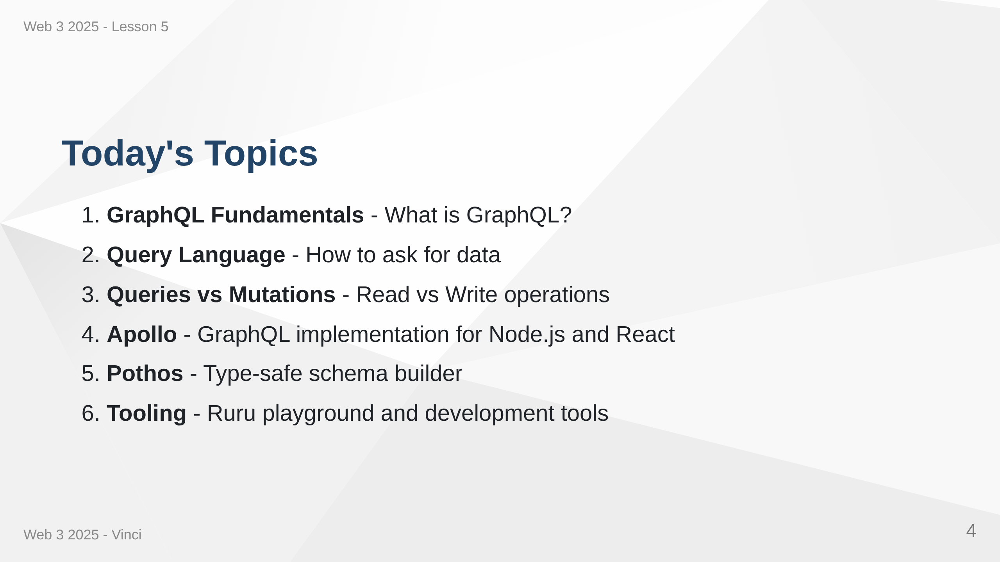 Web 3 2025 - Lesson 5
Today's Topics
1. GraphQL Fundamentals - What is GraphQL?
2. Query Language - How to ask for data
3. Queries vs Mutations - Read vs Write operations
4. Apollo - GraphQL implementation for Node.js and React
5. Pothos - Type-safe schema builder
6. Tooling - Ruru playground and development tools
Web 3 2025 - Vinci
4